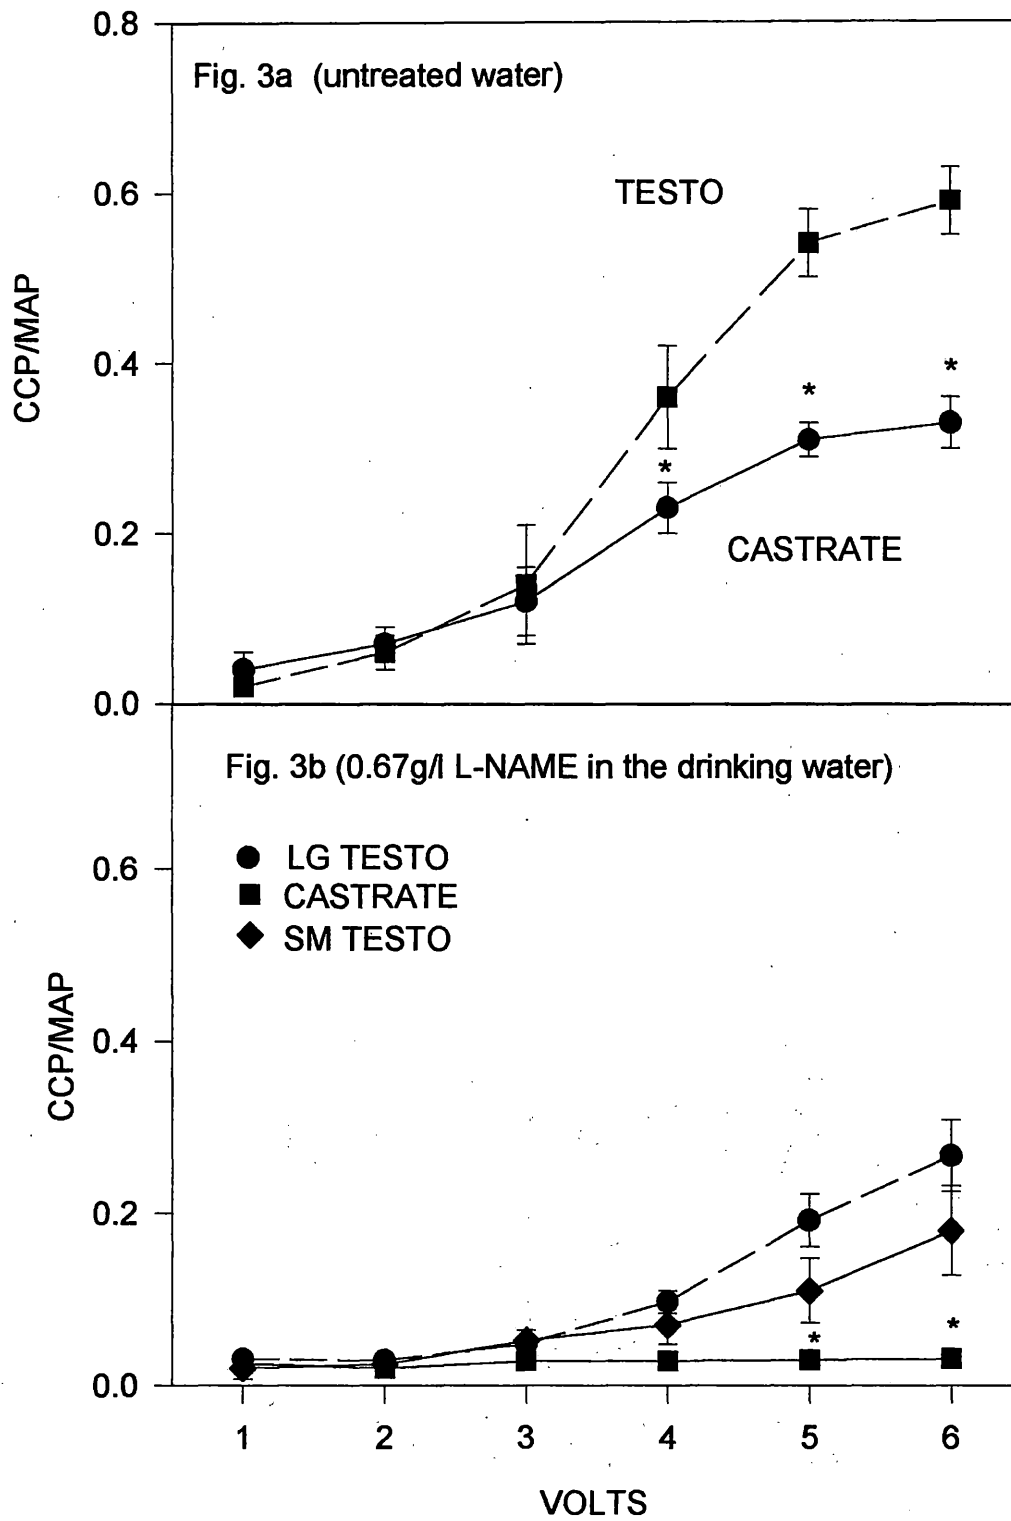 0.8
Fig. 3a (untreated water)
TESTO
0.6
CCP/MAP
0.4
*
*
*
0.2
CASTRATE
0.0
Fig. 3b (0.67g/l L-NAME in the drinking water)
LG TESTO
0.6
CASTRATE
SM TESTO
CCP/MAP
0.4
0.2
*
*
0.0
1 2 3 4 5 6
VOLTS